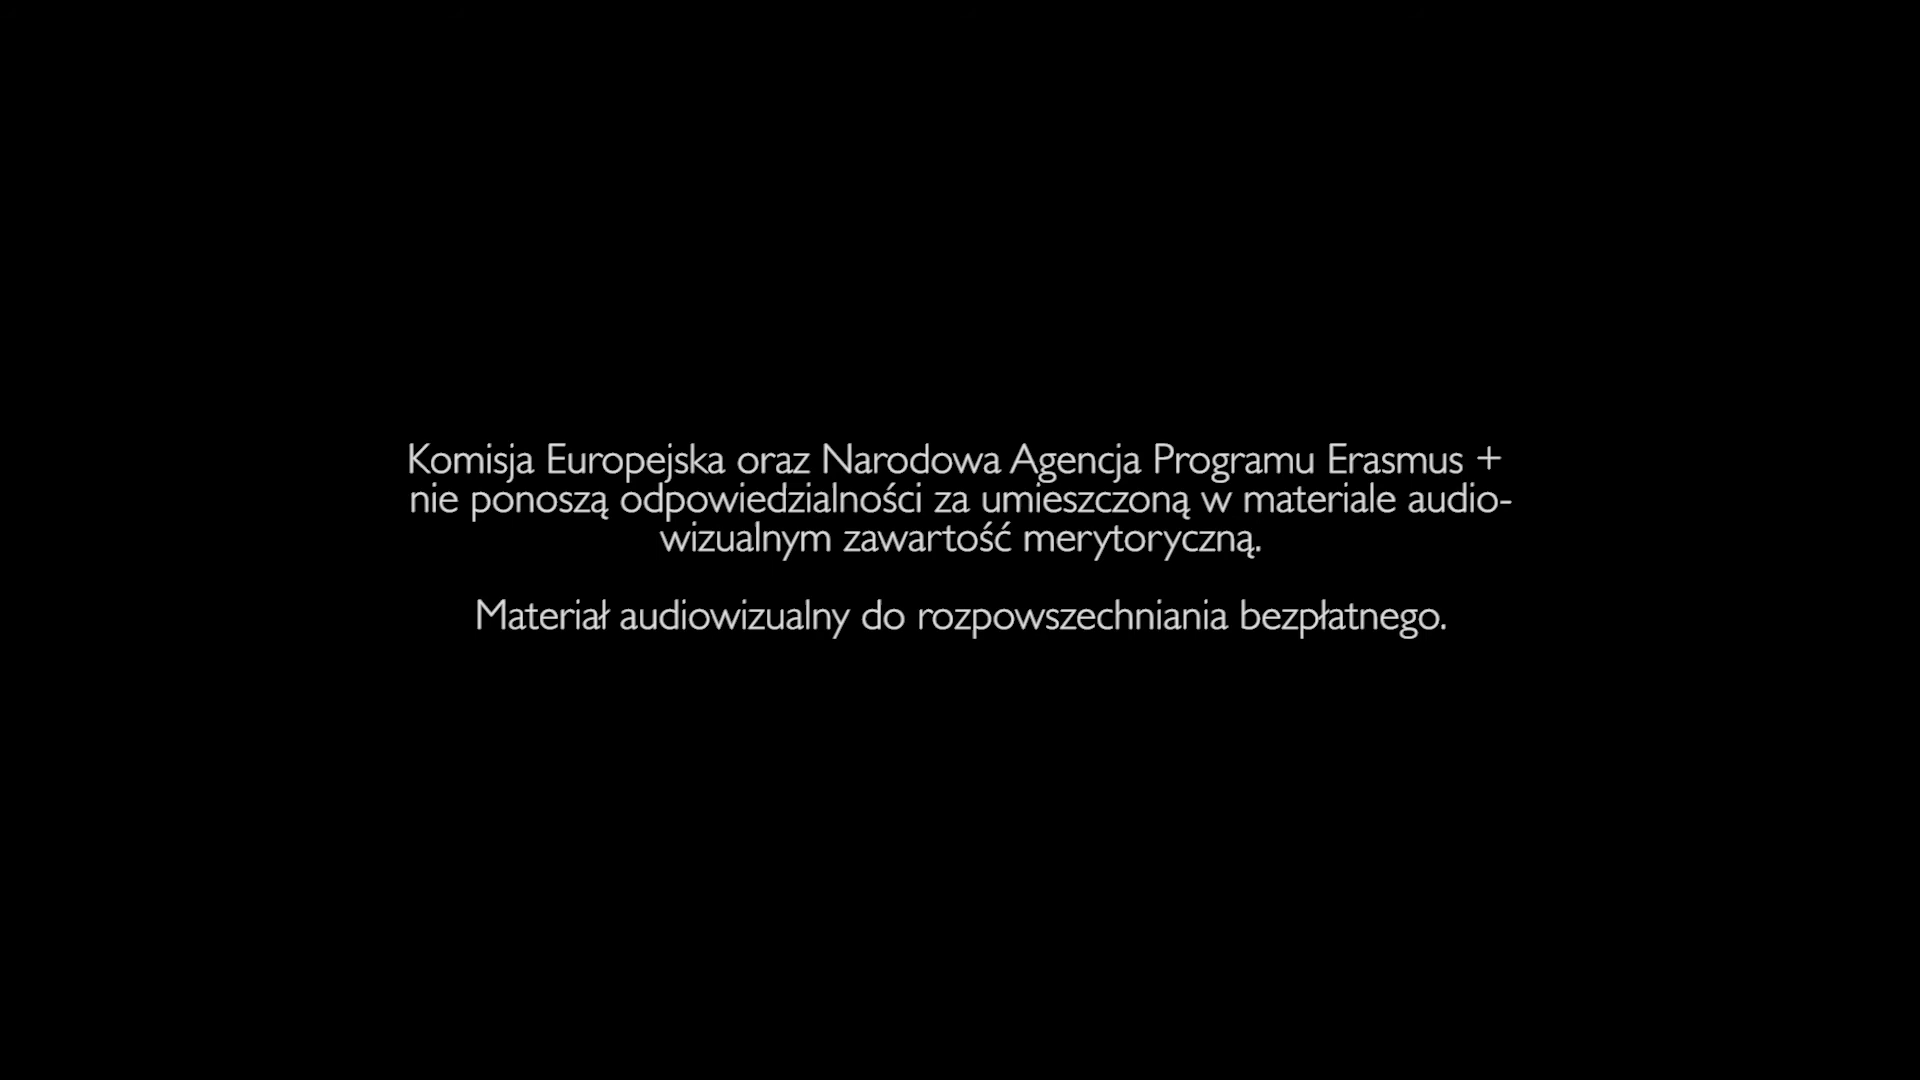 Komisja Europejska oraz Narodowa Agencja Programu Erasmus +
nie ponoszą odpowiedzialności za umieszczoną w materiale audio-
wizualnym zawartość merytoryczną.
Materiał audiowizualny do rozpowszechniania bezpłatnego.